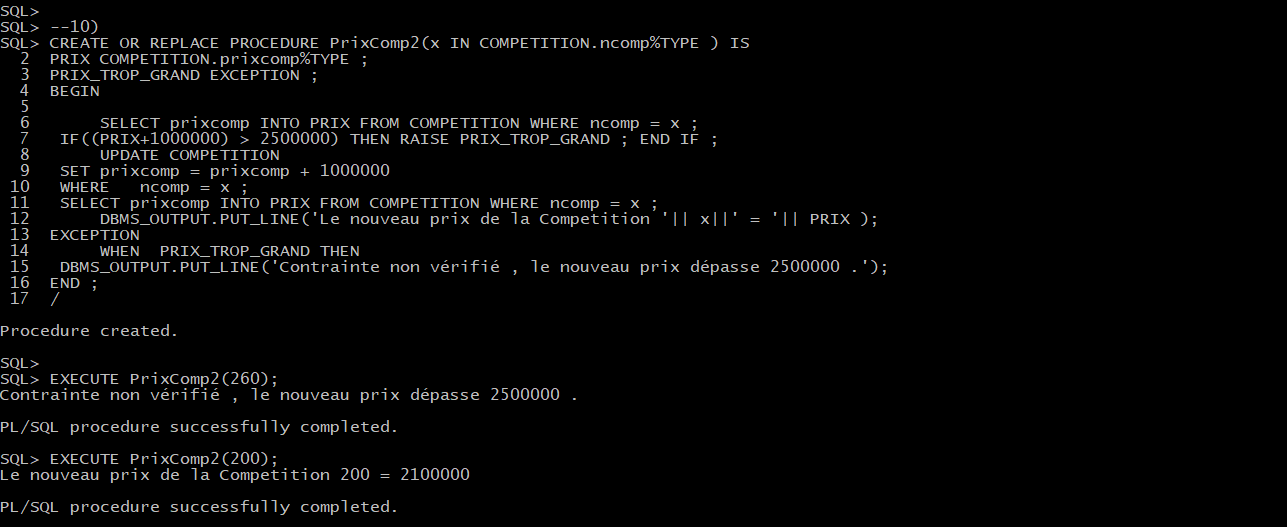 SQL>
SQL> --10)
SQL> CREATE OR REPLACE PROCEDURE PrixComp2(x IN COMPETITION.ncomp%TYPE ) IS
  2  PRIX COMPETITION.prixcomp%TYPE ;
  3  PRIX_TROP_GRAND EXCEPTION ;
  4  BEGIN
  5
  6       SELECT prixcomp INTO PRIX FROM COMPETITION WHERE ncomp = x ;
  7   IF((PRIX+1000000) > 2500000) THEN RAISE PRIX_TROP_GRAND ; END IF ;
  8       UPDATE COMPETITION
  9   SET prixcomp = prixcomp + 1000000
 10   WHERE   ncomp = x ;
 11   SELECT prixcomp INTO PRIX FROM COMPETITION WHERE ncomp = x ;
 12       DBMS_OUTPUT.PUT_LINE('Le nouveau prix de la Competition '|| x||' = '|| PRIX );
 13  EXCEPTION
 14       WHEN  PRIX_TROP_GRAND THEN
 15   DBMS_OUTPUT.PUT_LINE('Contrainte non vérifié , le nouveau prix dépasse 2500000 .');
 16  END ;
 17  /
Procedure created.
SQL>
SQL> EXECUTE PrixComp2(260);
Contrainte non vérifié , le nouveau prix dépasse 2500000 .
PL/SQL procedure successfully completed.
SQL> EXECUTE PrixComp2(200);
Le nouveau prix de la Competition 200 = 2100000
PL/SQL procedure successfully completed.